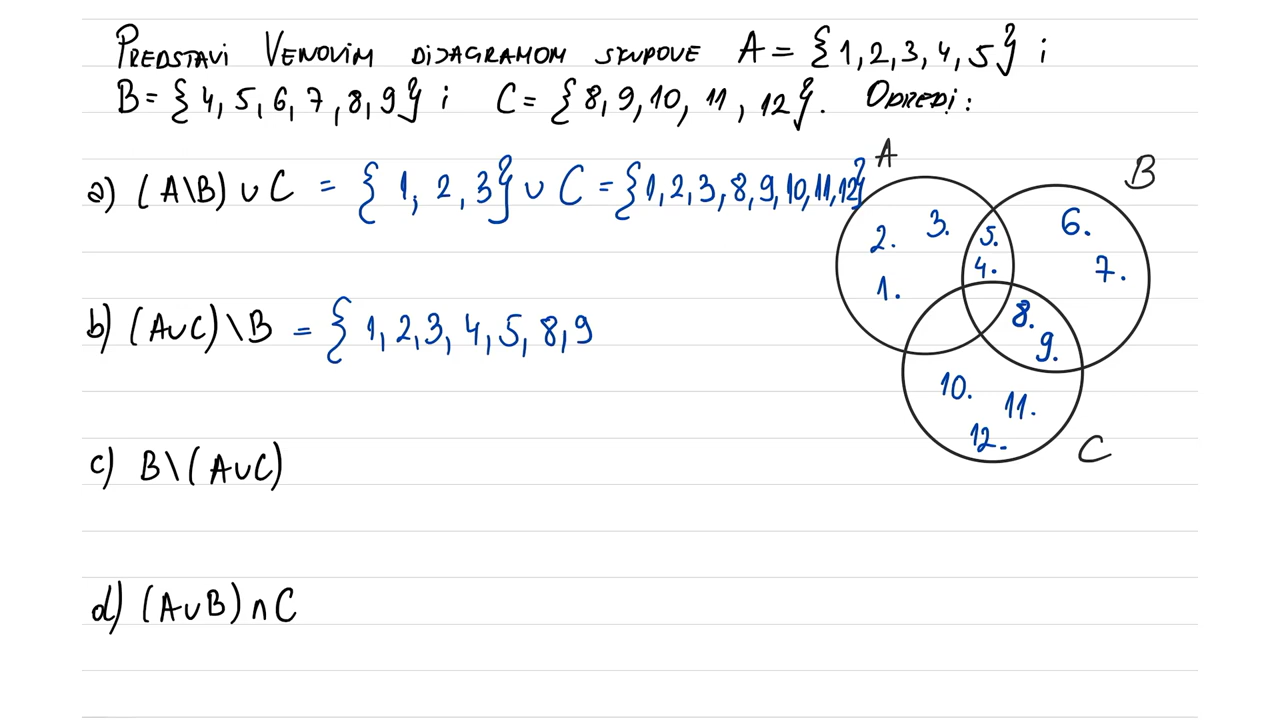 PREDSTAVI VENOVIM DIJAGRAMOM SKUPOVE A = {1, 2, 3, 4, 5} i
B = {4, 5, 6, 7, 8, 9} i C = {8, 9, 10, 11, 12}. ODREDI:
a) (A\B) ∪ C = {1, 2, 3} ∪ C = {1, 2, 3, 8, 9, 10, 11, 12}
A
B
2. 3. 5. 6.
1. 4. 7.
b) (A∪C)\B = {1, 2, 3, 4, 5, 8, 9
8.
9.
10. 11.
12.
C
c) B\(A∪C)
d) (A∪B)∩C